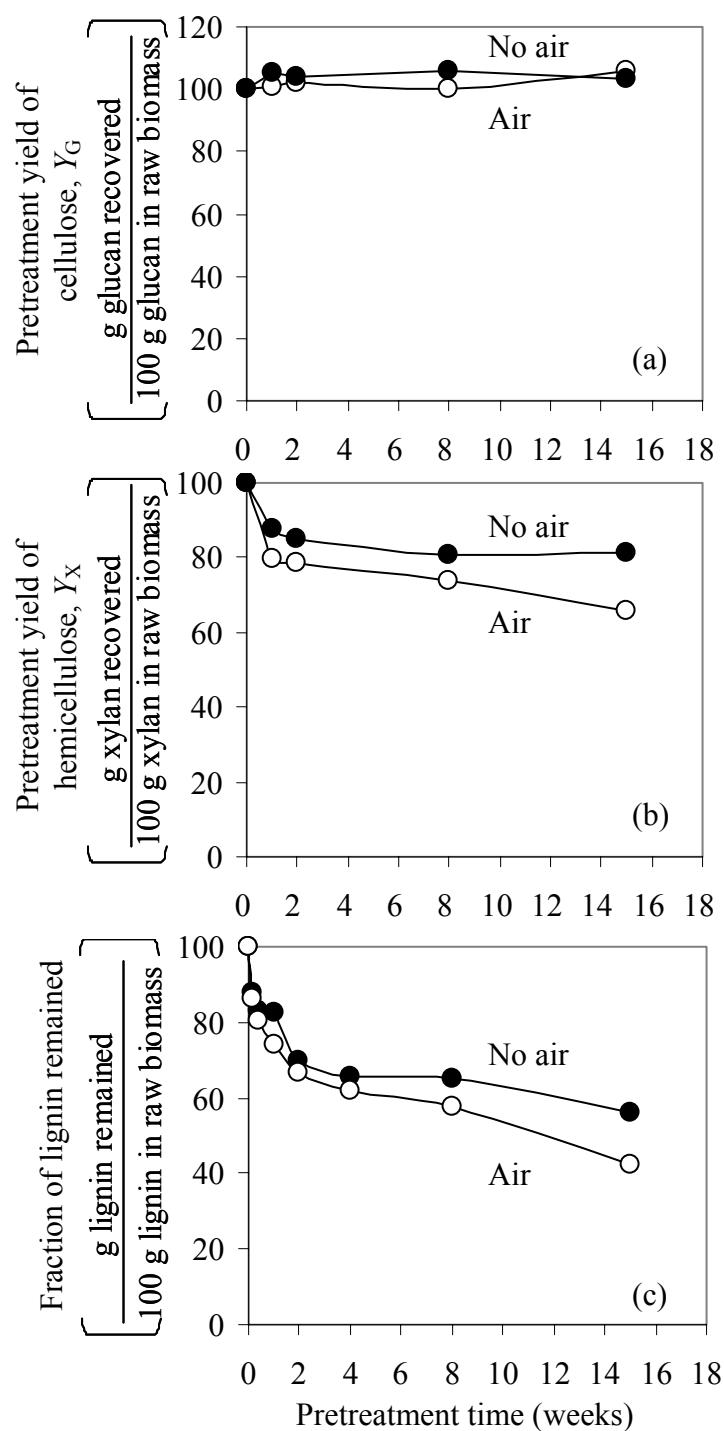 Pretreatment yield of
cellulose, Y_G
g glucan recovered
100 g glucan in raw biomass
120
100
80
60
40
20
0
No air
Air
(a)
0 2 4 6 8 10 12 14 16 18
Pretreatment yield of
hemicellulose, Y_X
g xylan recovered
100 g xylan in raw biomass
100
80
60
40
20
0
No air
Air
(b)
0 2 4 6 8 10 12 14 16 18
Fraction of lignin remained
g lignin remained
100 g lignin in raw biomass
100
80
60
40
20
0
No air
Air
(c)
0 2 4 6 8 10 12 14 16 18
Pretreatment time (weeks)